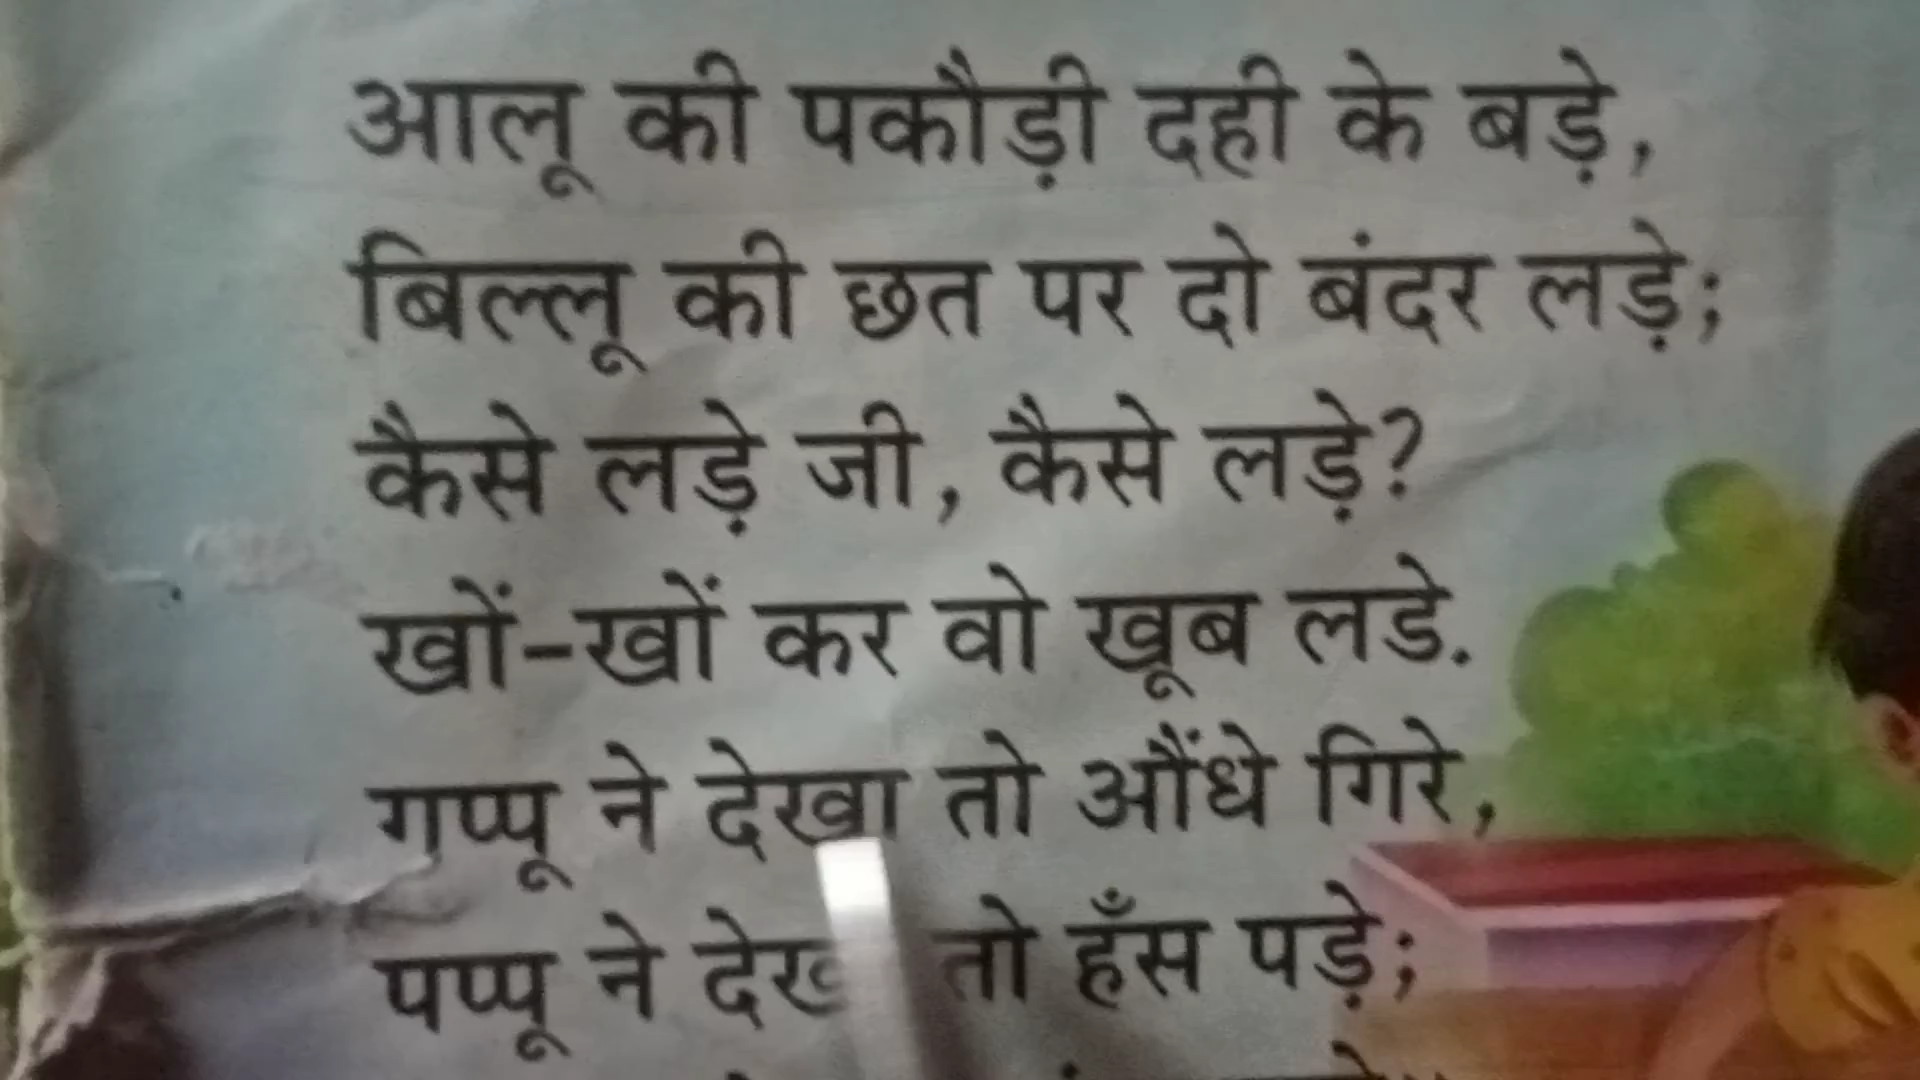 आलू की पकौड़ी दही के बड़े,
बिल्लू की छत पर दो बंदर लड़े;
कैसे लड़े जी, कैसे लड़े?
खों-खों कर वो खूब लडे.
गप्पू ने देखा तो औंधे गिरे,
पप्पू ने तो हँस पड़े;